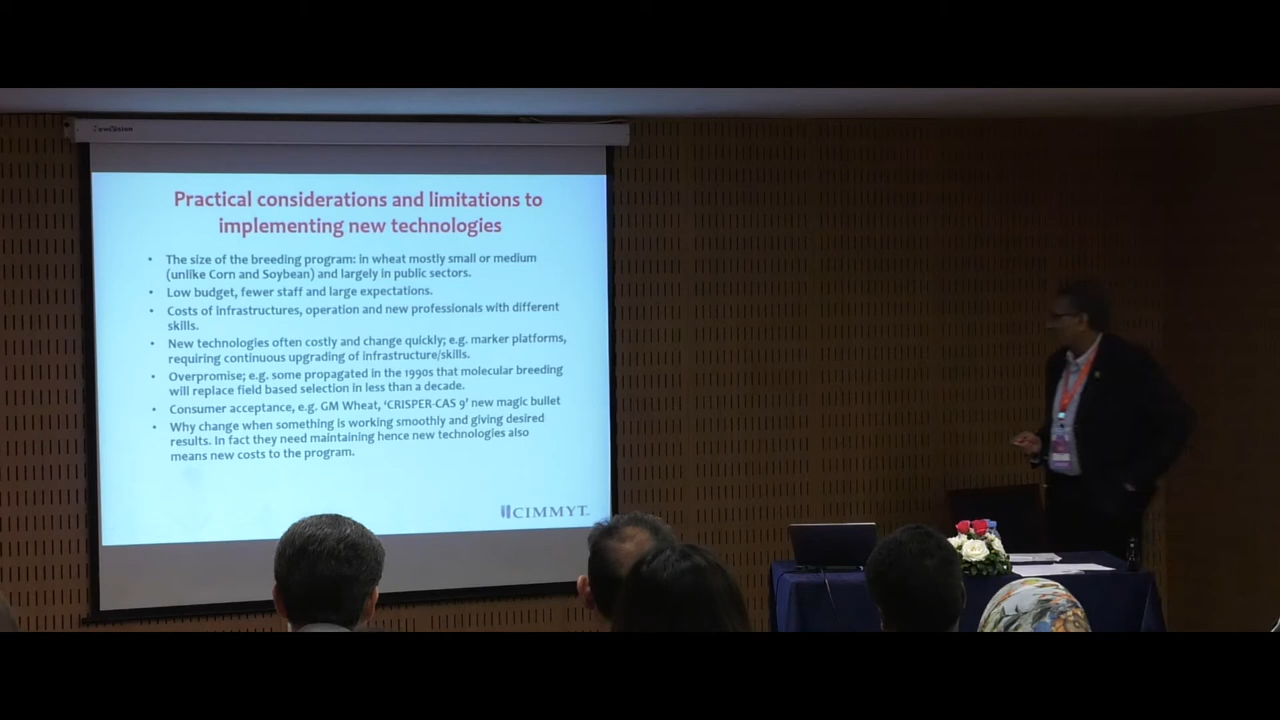 Practical considerations and limitations to
implementing new technologies
• The size of the breeding program: in wheat mostly small or medium
(unlike Corn and Soybean) and largely in public sectors.
• Low budget, fewer staff and large expectations.
• Costs of infrastructures, operation and new professionals with different
skills.
• New technologies often costly and change quickly; e.g. marker platforms,
requiring continuous upgrading of infrastructure/skills.
• Overpromise; e.g. some propagated in the 1990s that molecular breeding
will replace field based selection in less than a decade.
• Consumer acceptance, e.g. GM Wheat, ‘CRISPER-CAS 9’ new magic bullet
• Why change when something is working smoothly and giving desired
results. In fact they need maintaining hence new technologies also
means new costs to the program.
CIMMYT